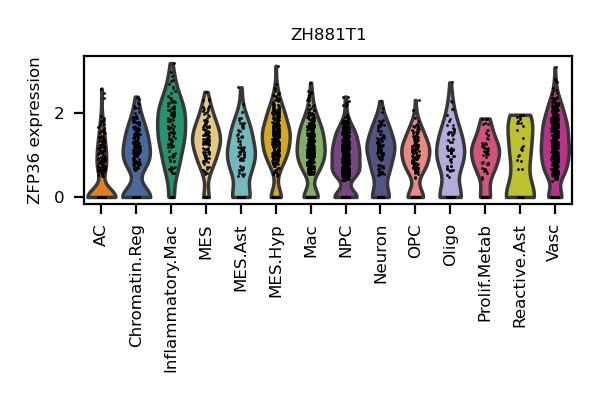 ZH881T1
ZFP36 expression
2
0
AC
Chromatin.Reg
Inflammatory.Mac
MES
MES.Ast
MES.Hyp
Mac
NPC
Neuron
OPC
Oligo
Prolif.Metab
Reactive.Ast
Vasc